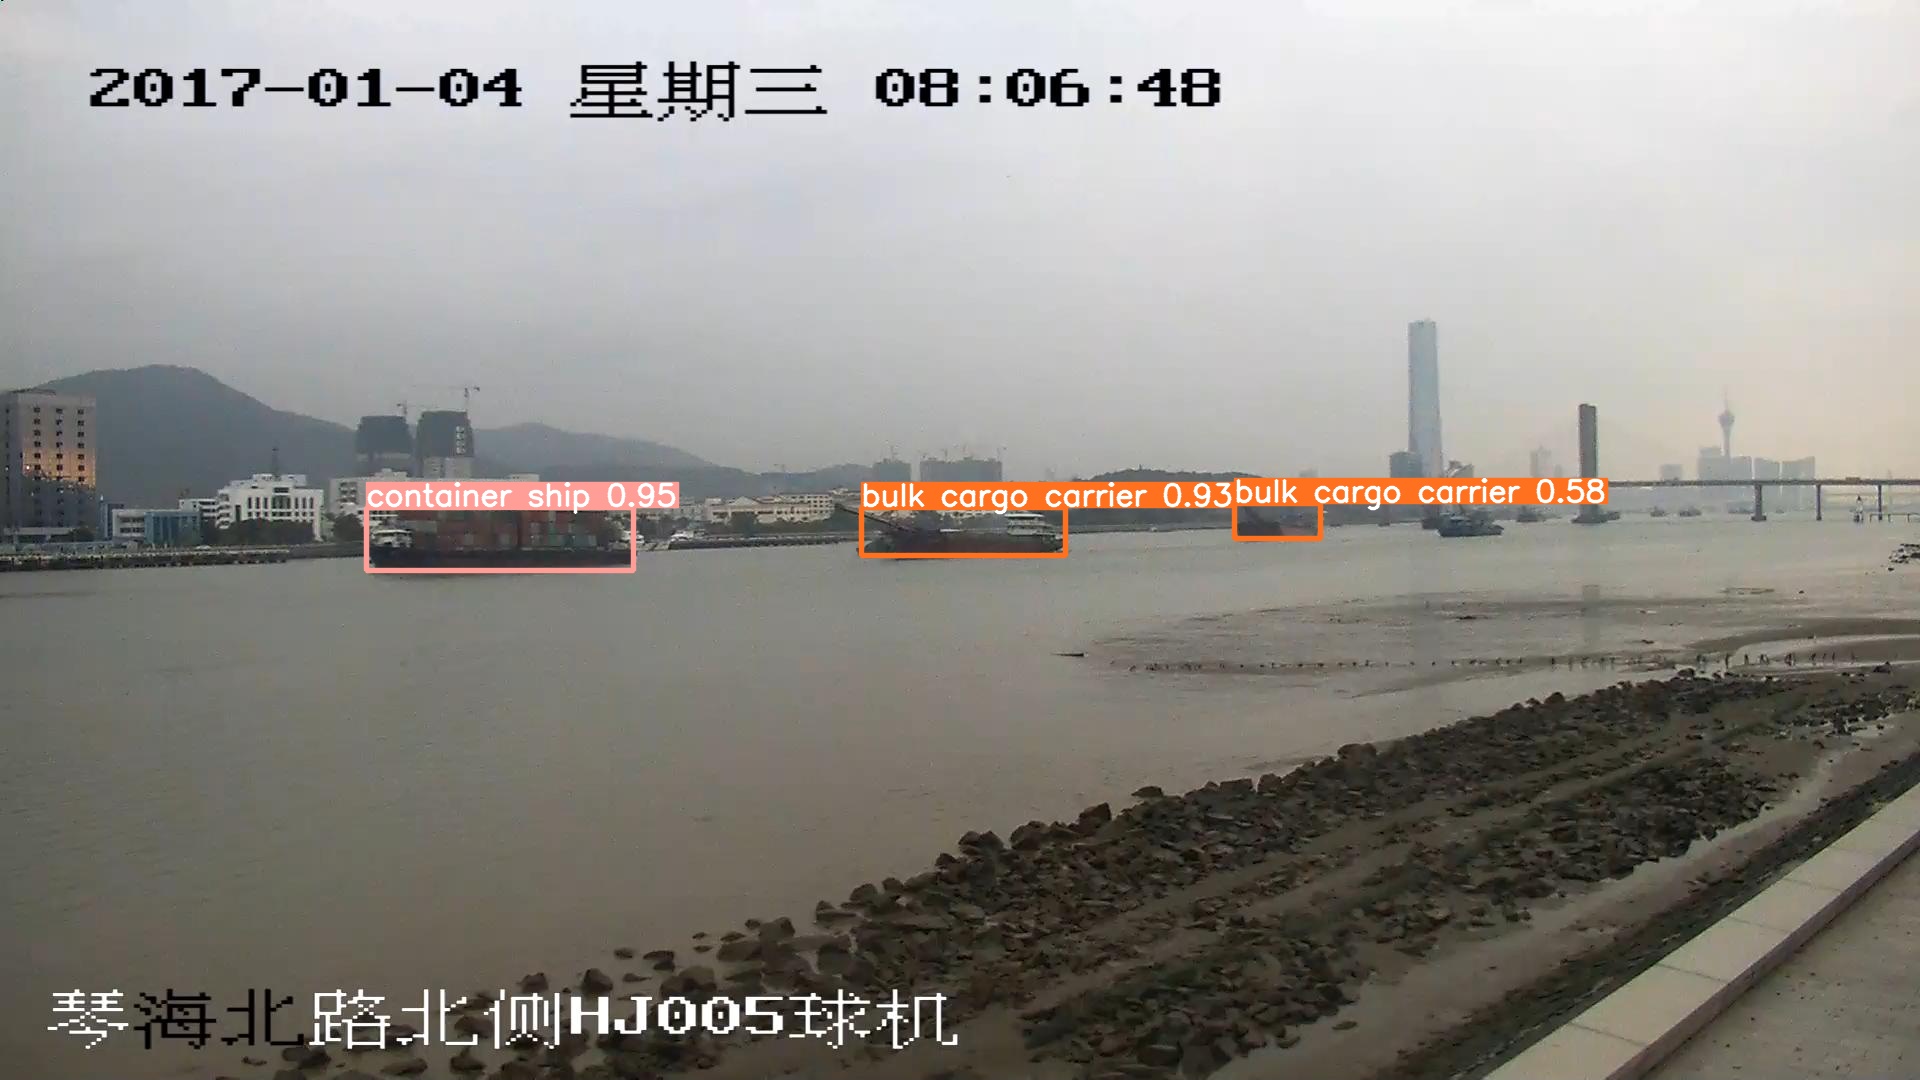 2017-01-04 星期三 08:06:48
container ship 0.95
bulk cargo carrier 0.93
bulk cargo carrier 0.58
琴海北路北侧HJ005球机